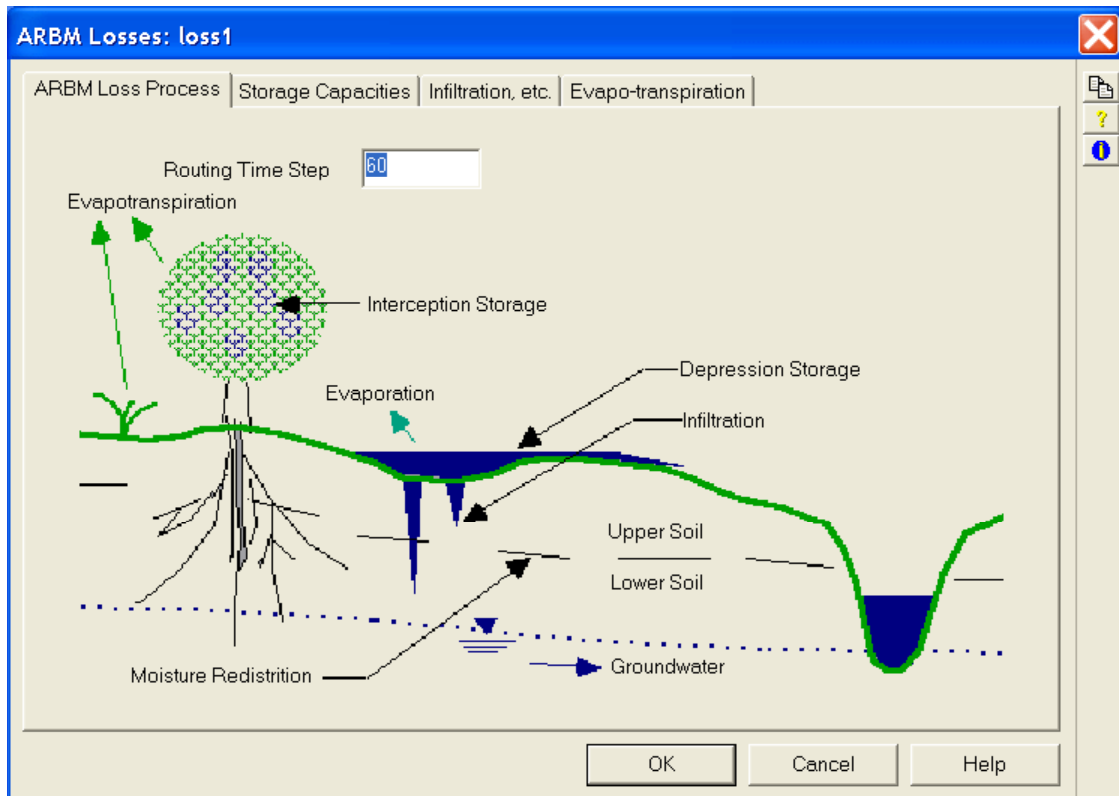 ARBM Losses: loss1
ARBM Loss Process
Storage Capacities
Infiltration, etc.
Evapo-transpiration
?
i
Routing Time Step
60
Evapotranspiration
Interception Storage
Depression Storage
Evaporation
Infiltration
Upper Soil
Lower Soil
Moisture Redistrition
Groundwater
OK
Cancel
Help